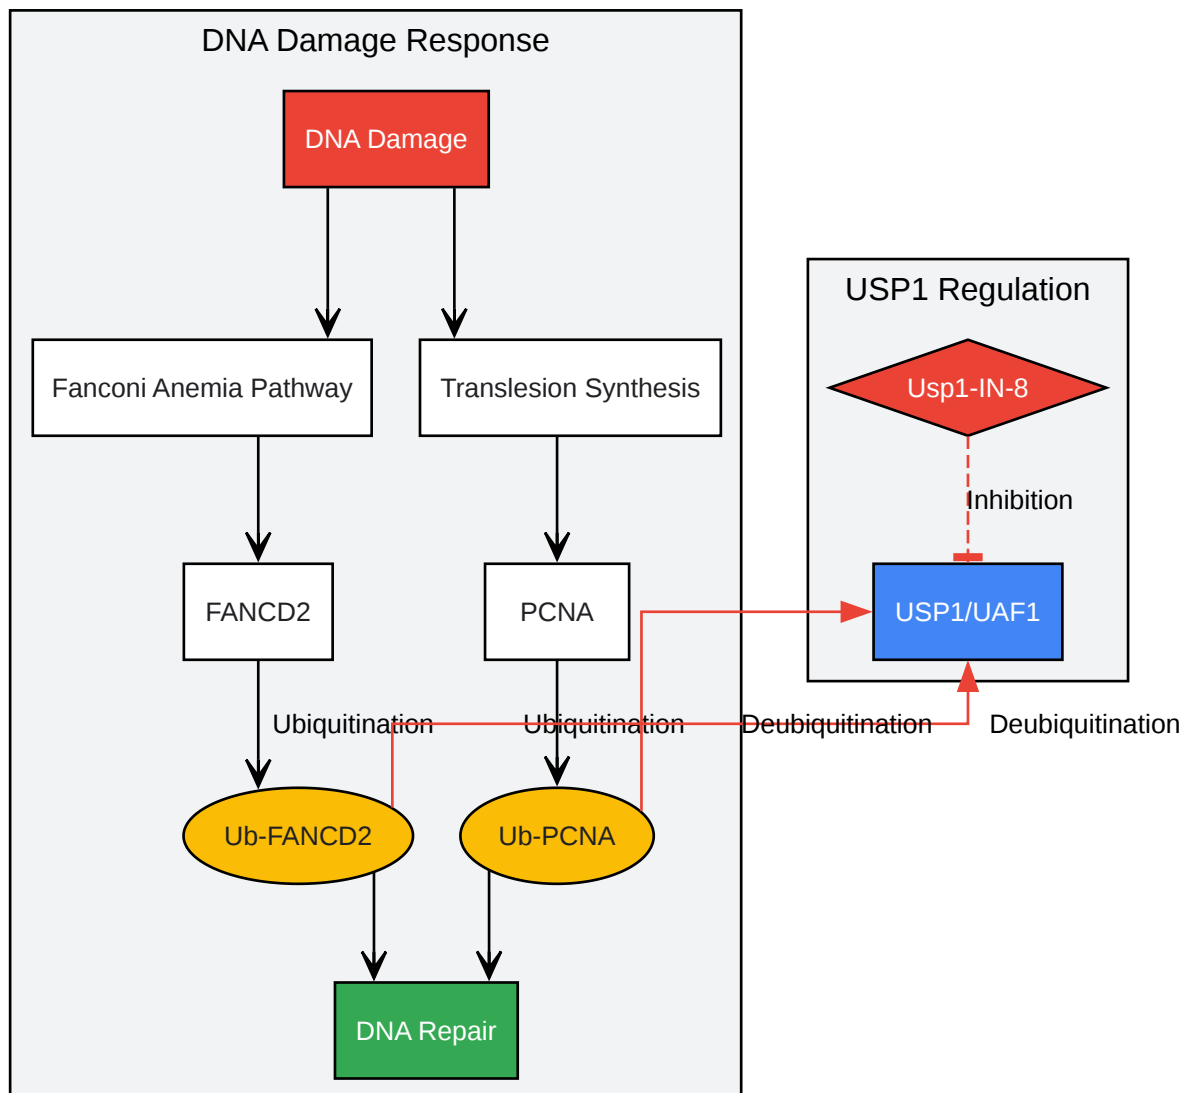 DNA Damage Response
DNA Damage
USP1 Regulation
Fanconi Anemia Pathway
Translesion Synthesis
Usp1-IN-8
Inhibition
FANCD2
PCNA
USP1/UAF1
Ubiquitination
Ubiquitination
Deubiquitination
Deubiquitination
Ub-FANCD2
Ub-PCNA
DNA Repair